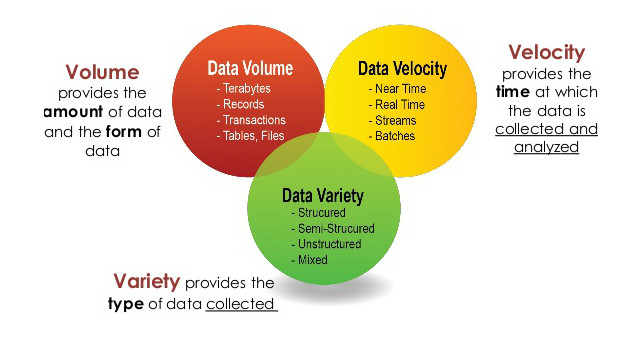 Volume
provides the
amount of data
and the form of
data
Data Volume
- Terabytes
- Records
- Transactions
- Tables, Files
Data Velocity
- Near Time
- Real Time
- Streams
- Batches
Velocity
provides the
time at which
the data is
collected and
analyzed
Data Variety
- Strucured
- Semi-Strucured
- Unstructured
- Mixed
Variety provides the
type of data collected